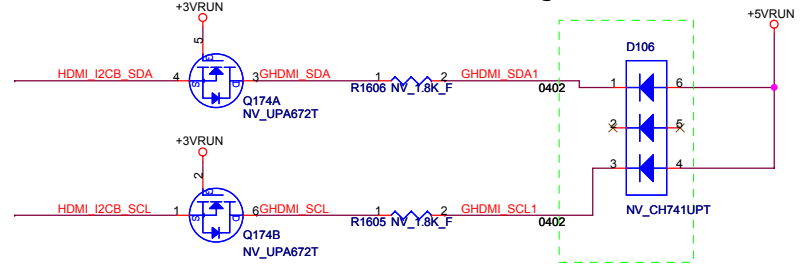 +3VRUN
+5VRUN
5
G
D106
HDMI_I2CB_SDA
4
S
D
3
GHDMI_SDA
1
2
GHDMI_SDA1
R1606
NV_1.8K_F
0402
1
6
Q174A
NV_UPA672T
2
5
+3VRUN
3
4
2
G
HDMI_I2CB_SCL
1
S
D
6
GHDMI_SCL
1
2
GHDMI_SCL1
R1605
NV_1.8K_F
0402
NV_CH741UPT
Q174B
NV_UPA672T